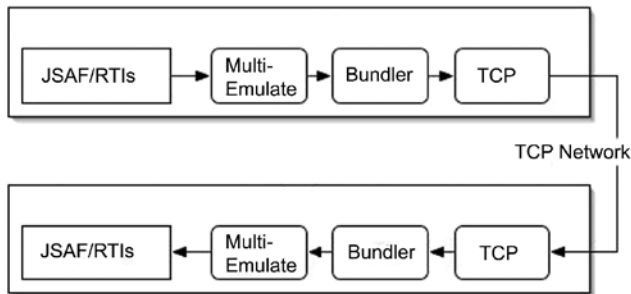 JSAF/RTIs
Multi-
Emulate
Bundler
TCP
TCP Network
JSAF/RTIs
Multi-
Emulate
Bundler
TCP